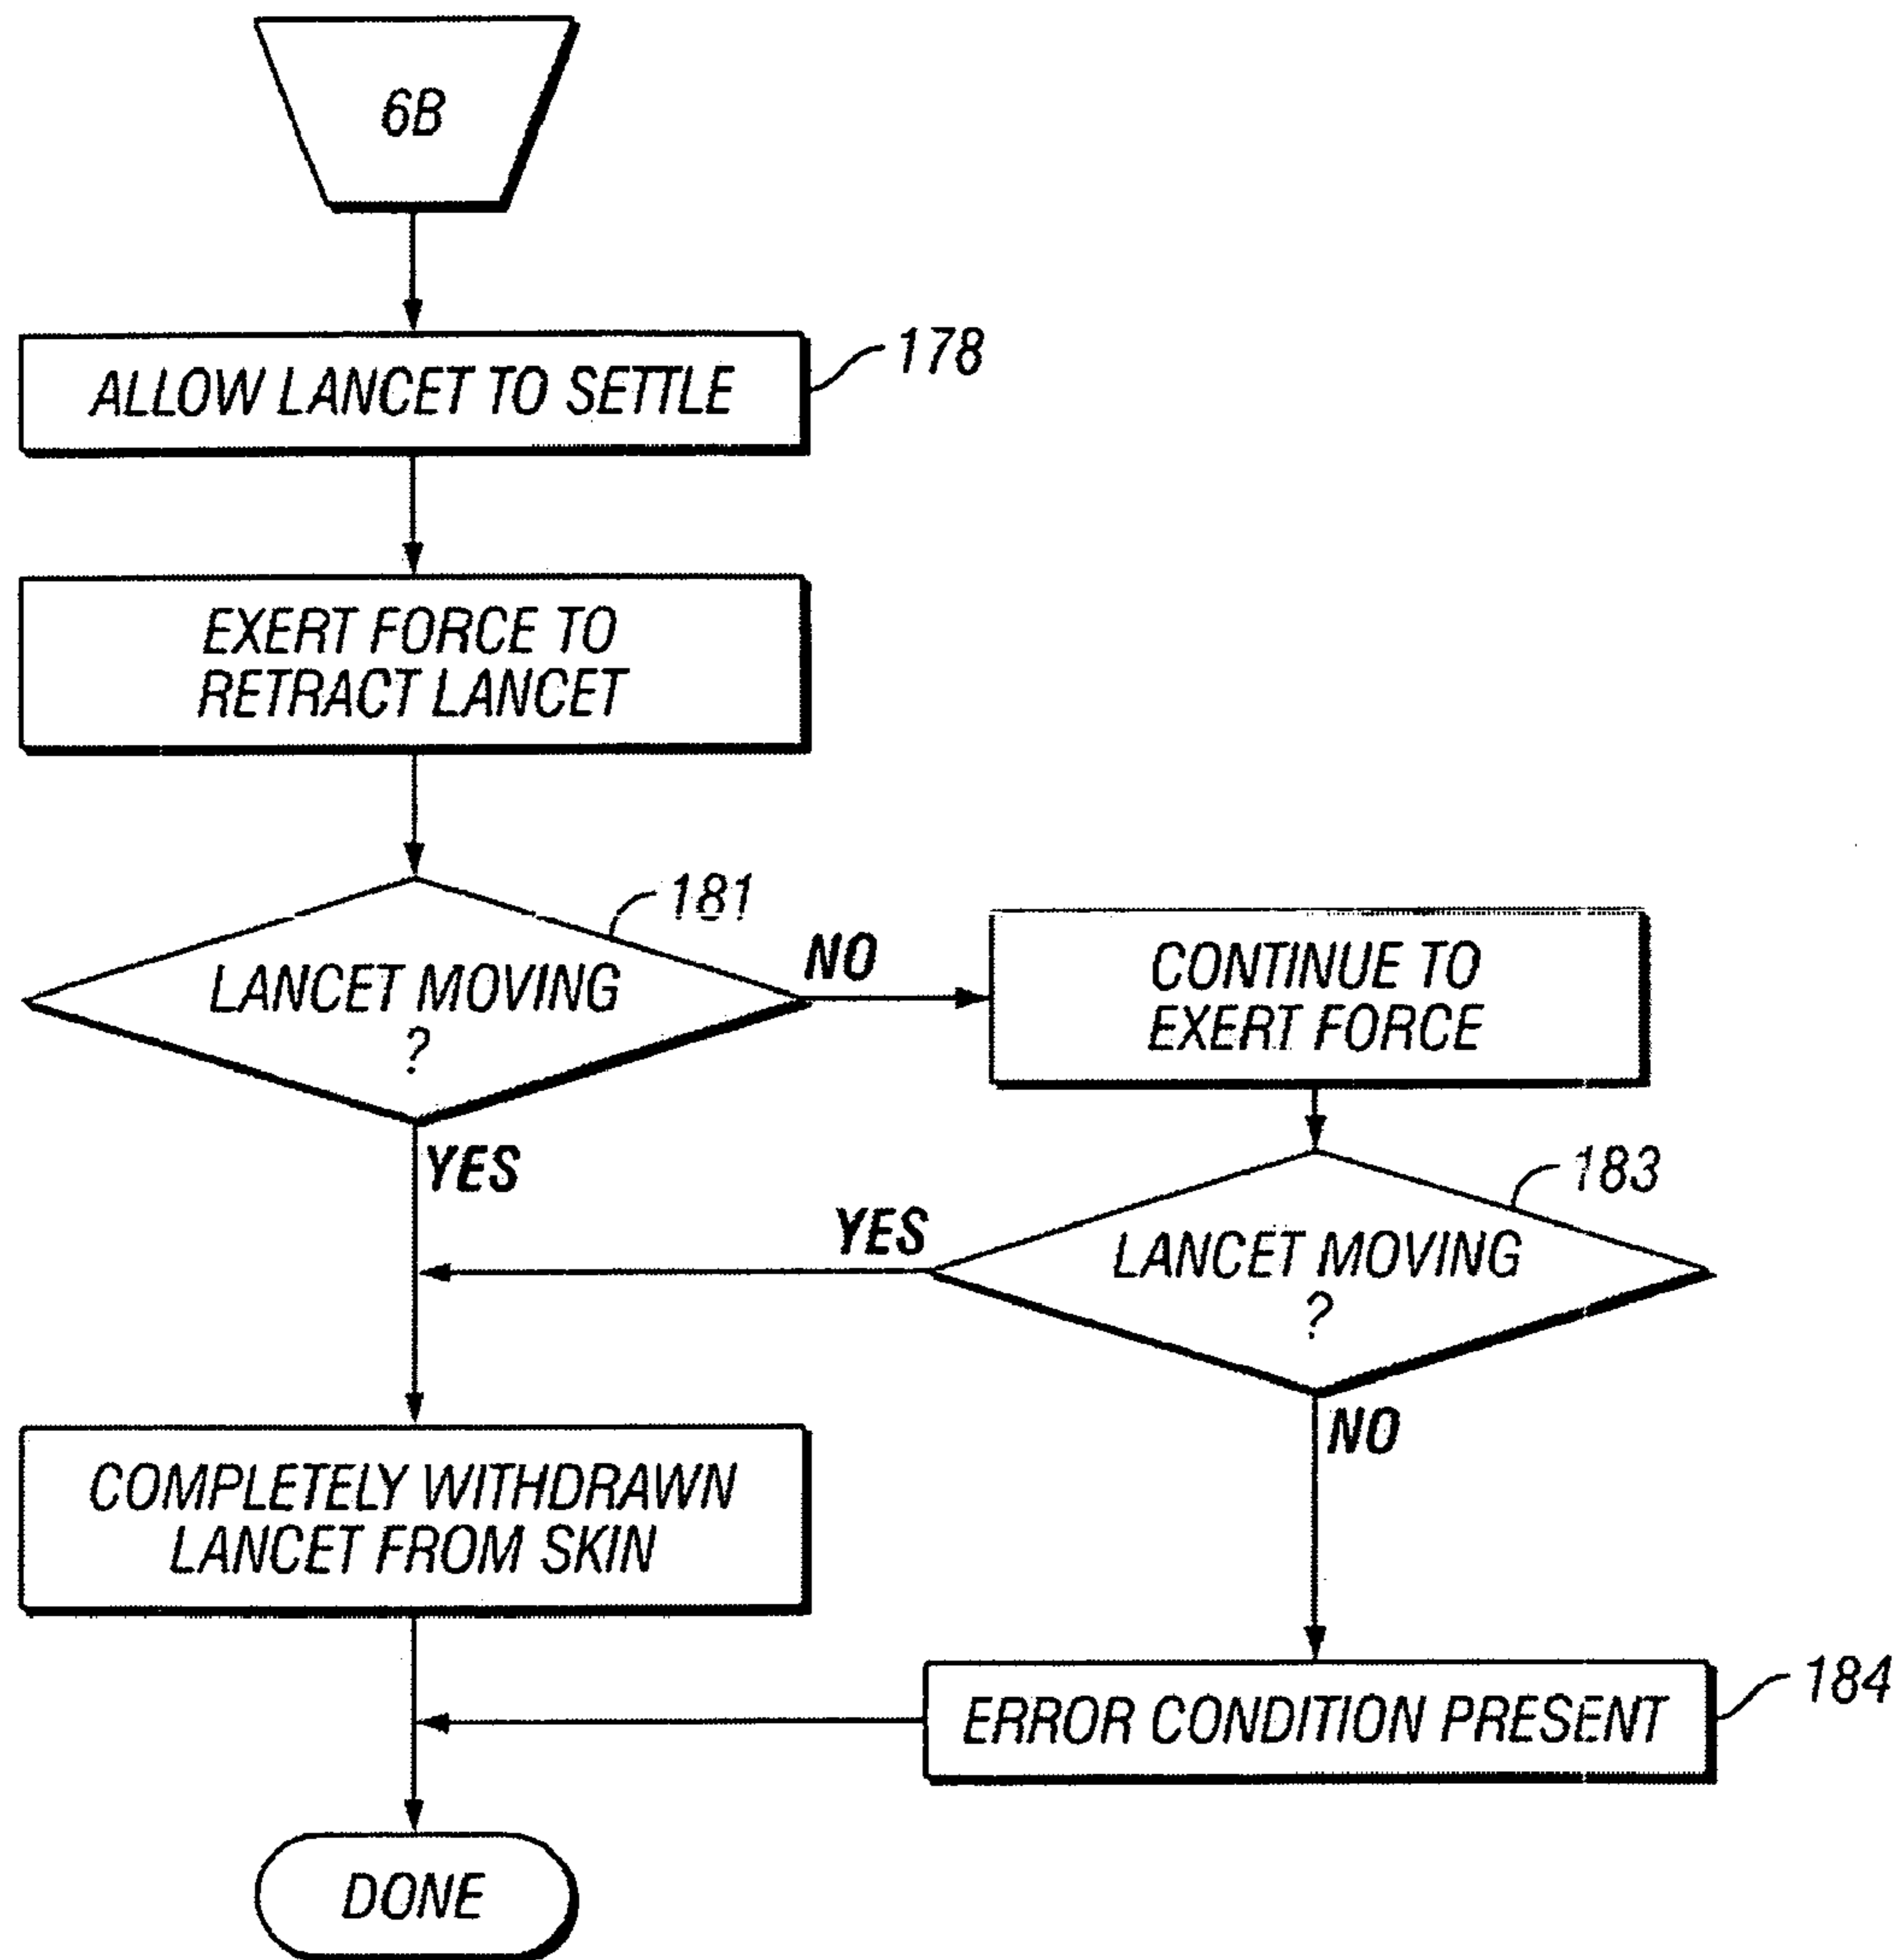 6B
ALLOW LANCET TO SETTLE
178
EXERT FORCE TO
RETRACT LANCET
181
LANCET MOVING
?
NO
YES
CONTINUE TO
EXERT FORCE
183
LANCET MOVING
?
YES
NO
COMPLETELY WITHDRAWN
LANCET FROM SKIN
ERROR CONDITION PRESENT
184
DONE